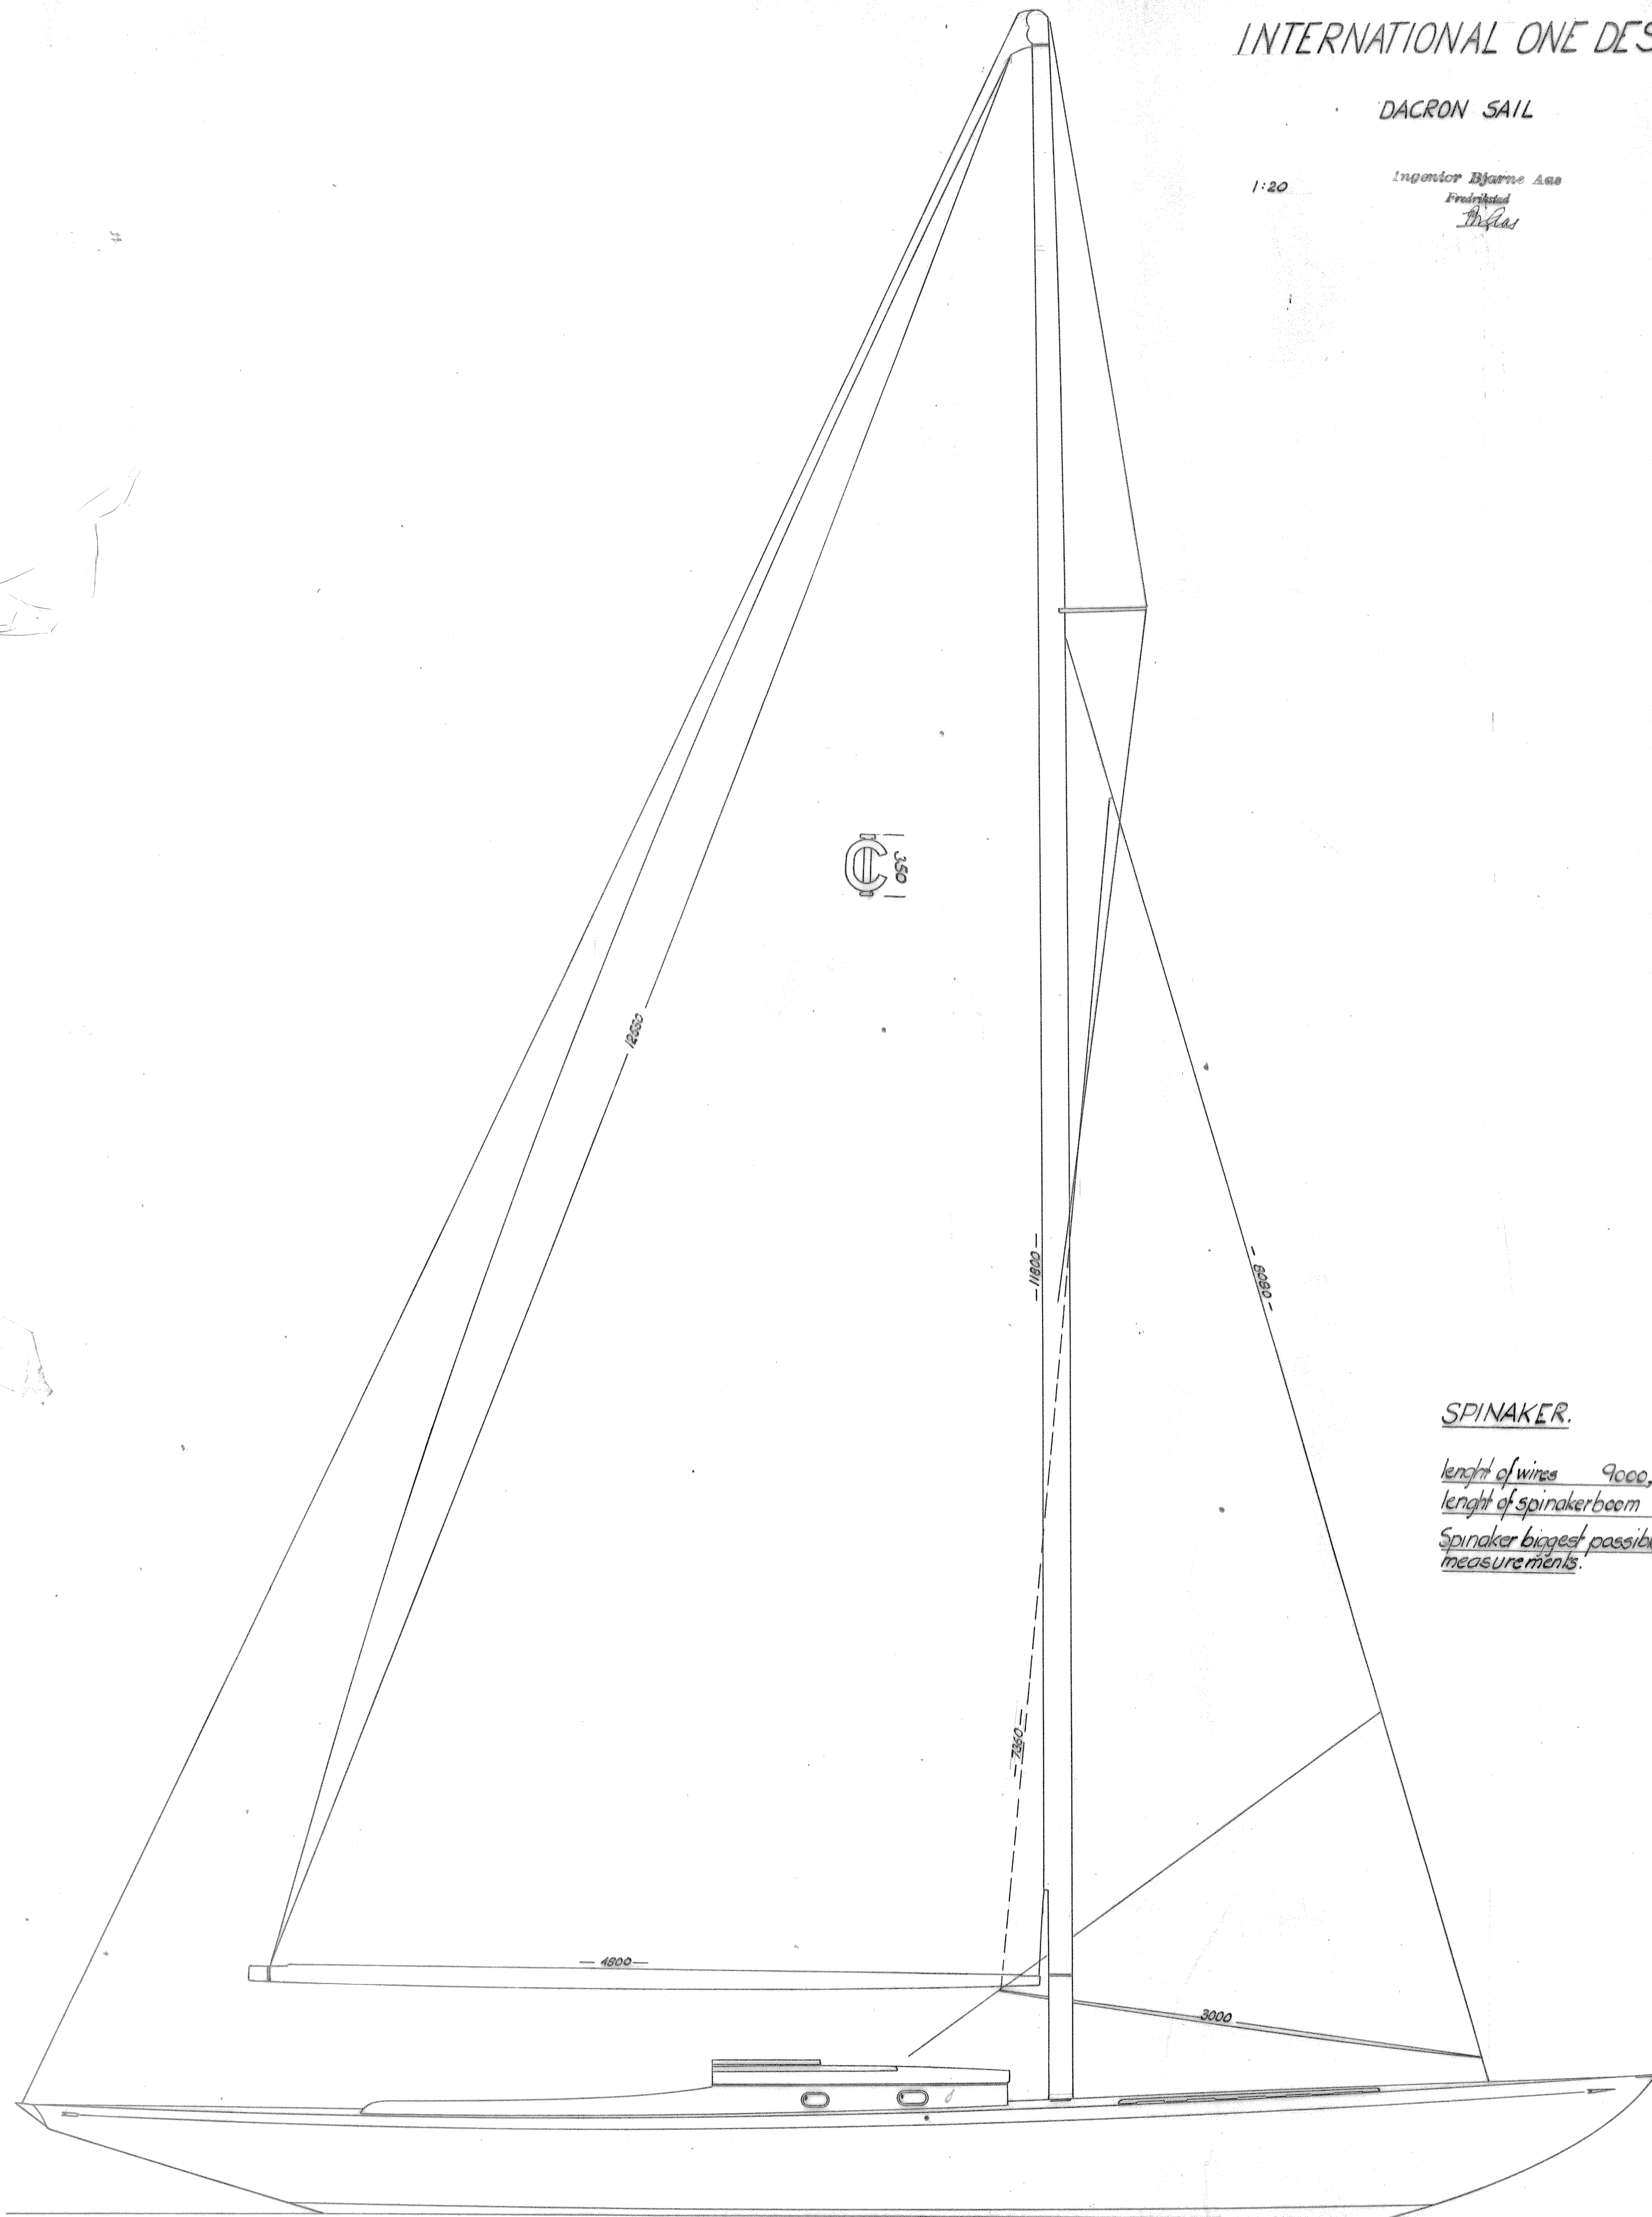 INTERNATIONAL ONE DES
DACRON SAIL
1:20
Ingeniør Bjarne Aas
Fredrikstad
350
12550
11800
8080
SPINAKER.
lenght of wires 9000,
lenght of spinakerboom
Spinaker biggest possib
measurements.
7360
4800
3000